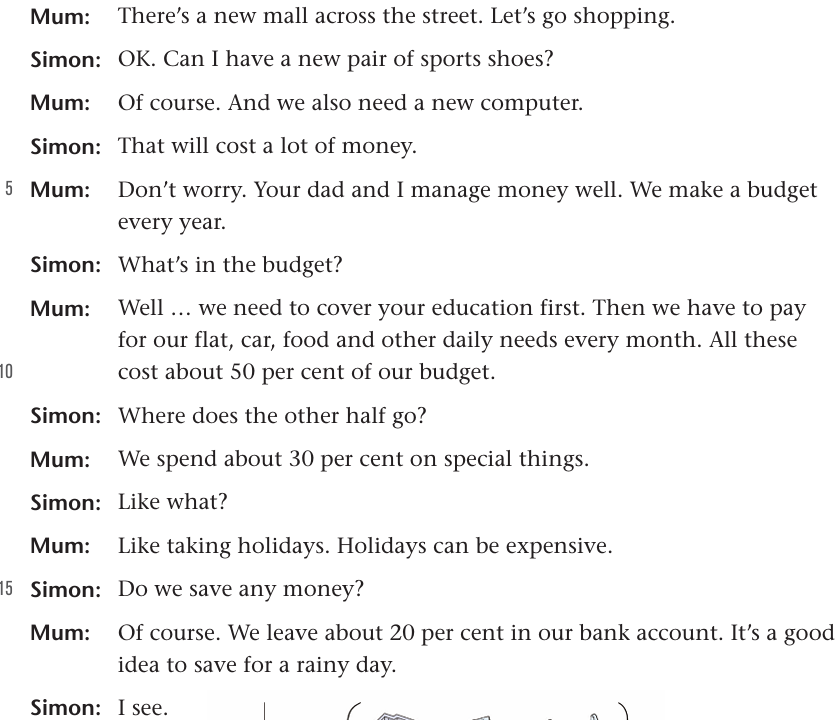 Mum: There’s a new mall across the street. Let’s go shopping.
Simon: OK. Can I have a new pair of sports shoes?
Mum: Of course. And we also need a new computer.
Simon: That will cost a lot of money.
5 Mum: Don’t worry. Your dad and I manage money well. We make a budget
every year.
Simon: What’s in the budget?
Mum: Well … we need to cover your education first. Then we have to pay
for our flat, car, food and other daily needs every month. All these
10 cost about 50 per cent of our budget.
Simon: Where does the other half go?
Mum: We spend about 30 per cent on special things.
Simon: Like what?
Mum: Like taking holidays. Holidays can be expensive.
15 Simon: Do we save any money?
Mum: Of course. We leave about 20 per cent in our bank account. It’s a good
idea to save for a rainy day.
Simon: I see.